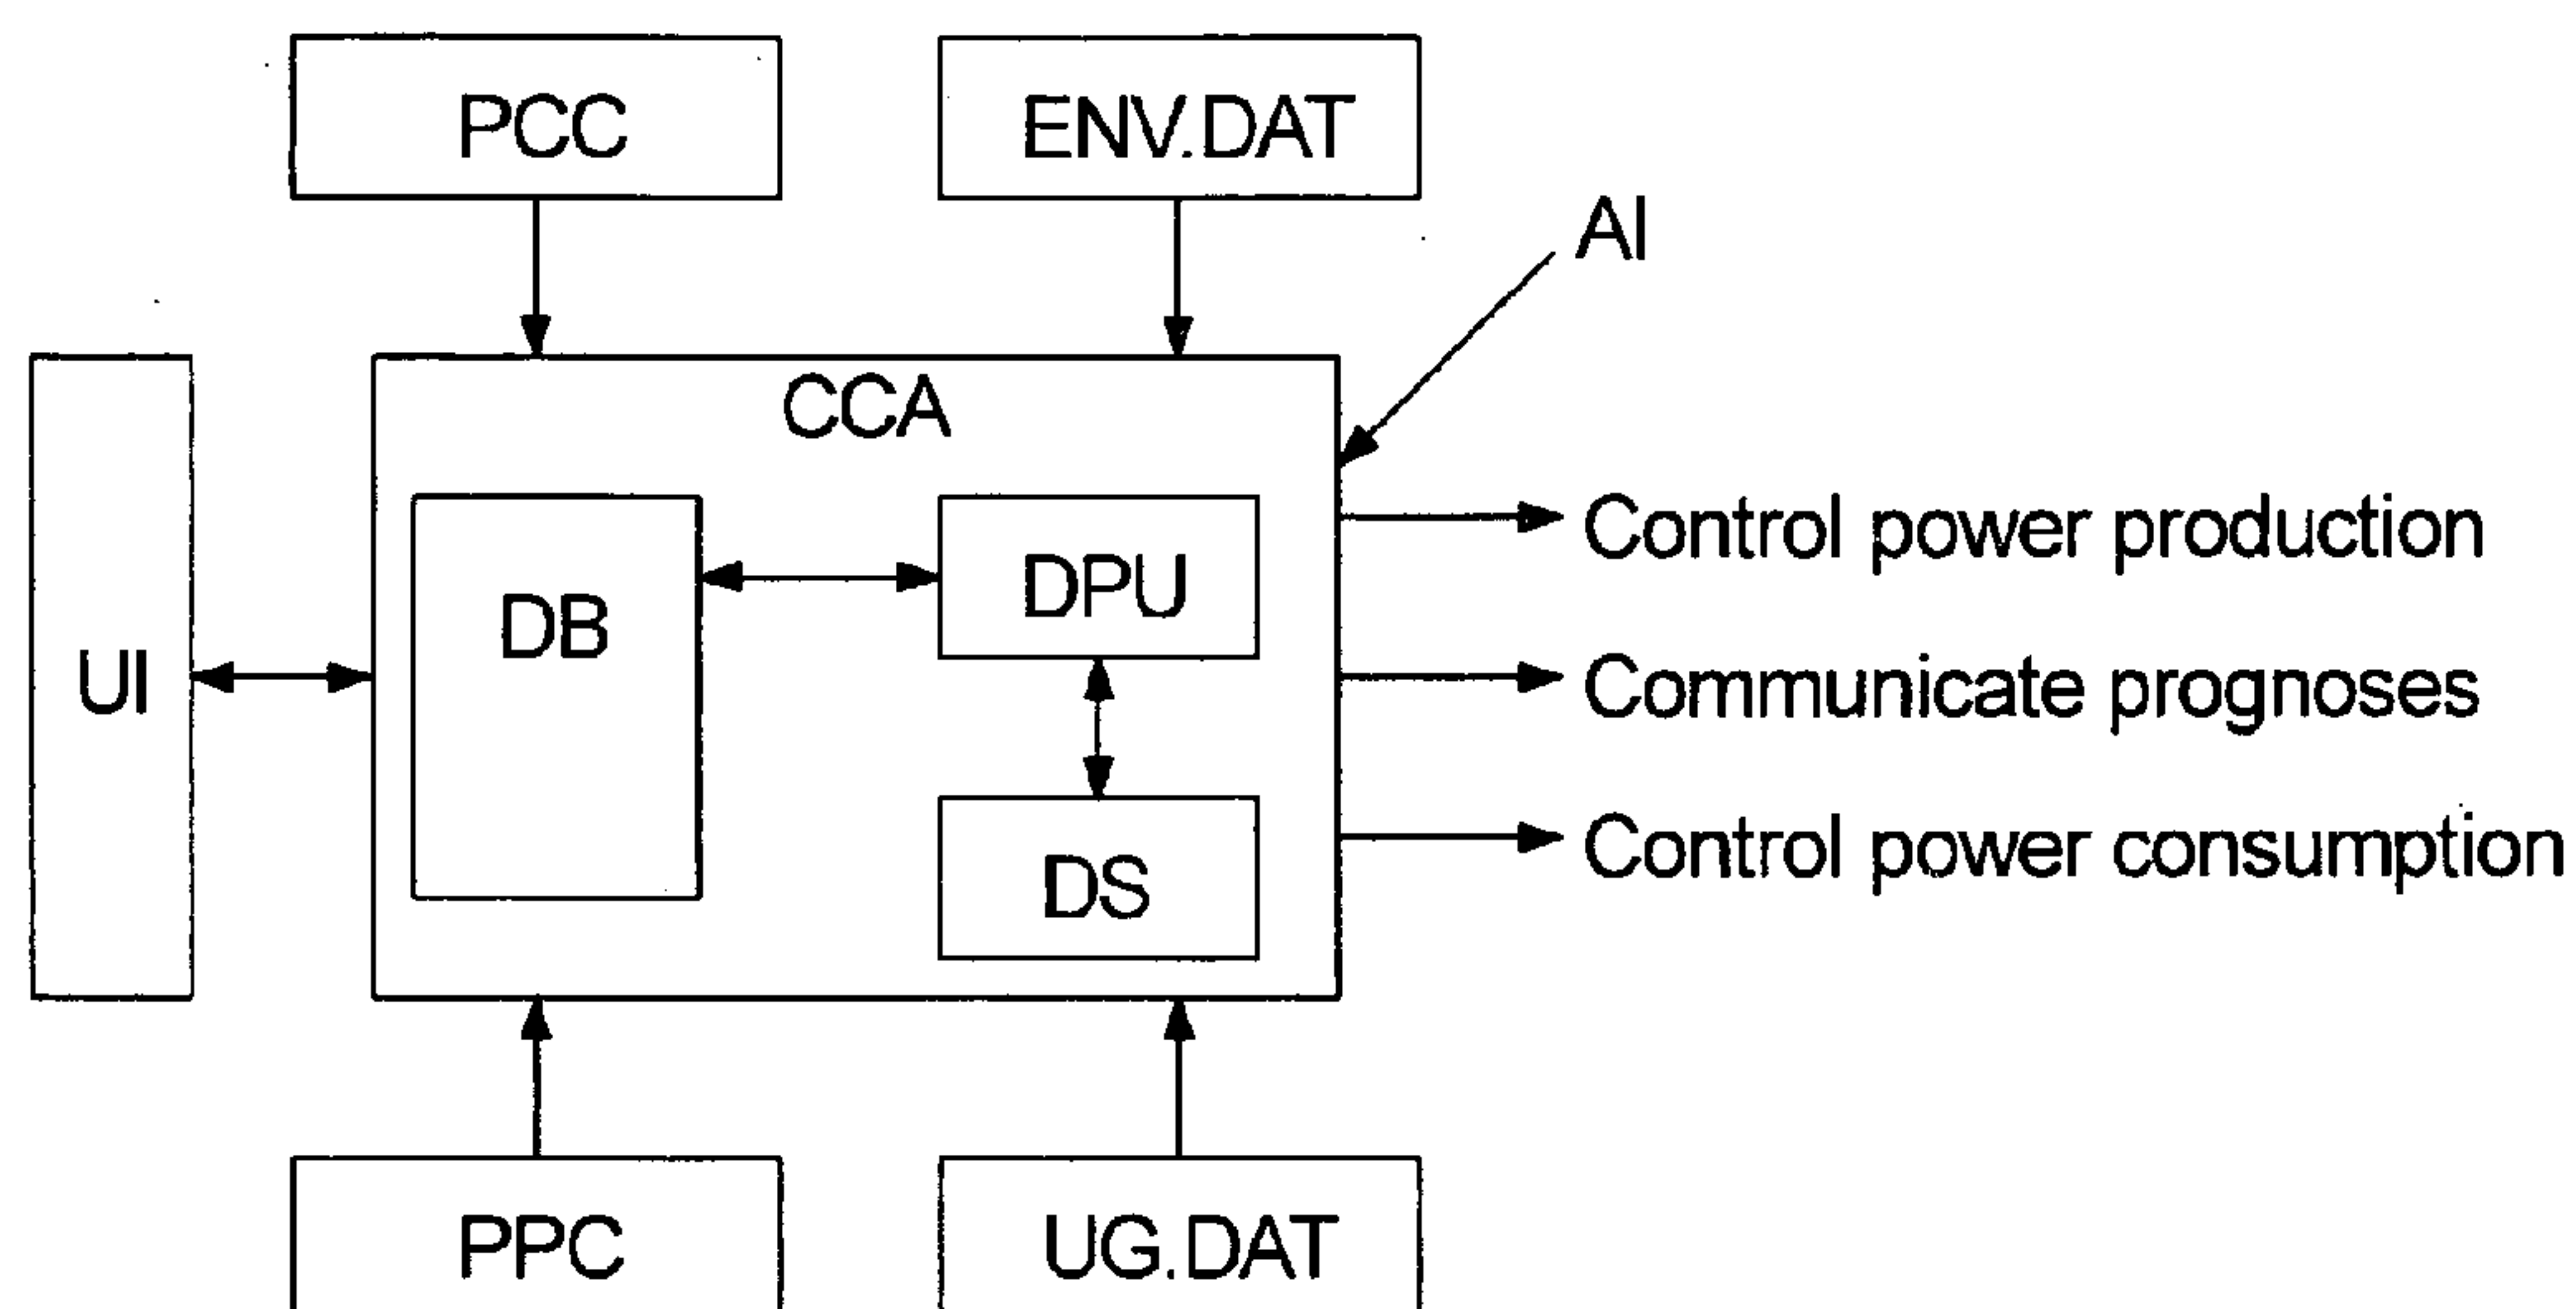 PCC
ENV.DAT
AI
CCA
Control power production
DB
DPU
UI
Communicate prognoses
DS
Control power consumption
PPC
UG.DAT